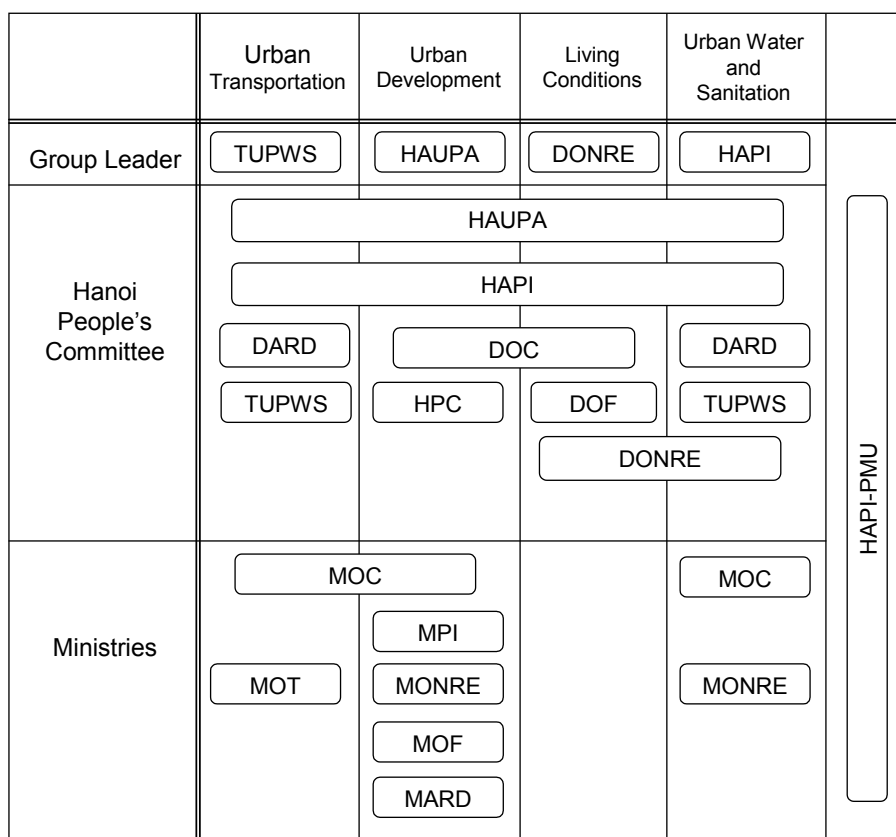 Urban
Transportation
Urban
Development
Living
Conditions
Urban Water
and
Sanitation
Group Leader
TUPWS
HAUPA
DONRE
HAPI
Hanoi
People’s
Committee
HAUPA
HAPI
DARD
DOC
DARD
TUPWS
HPC
DOF
TUPWS
DONRE
HAPI-PMU
Ministries
MOC
MOC
MPI
MOT
MONRE
MONRE
MOF
MARD